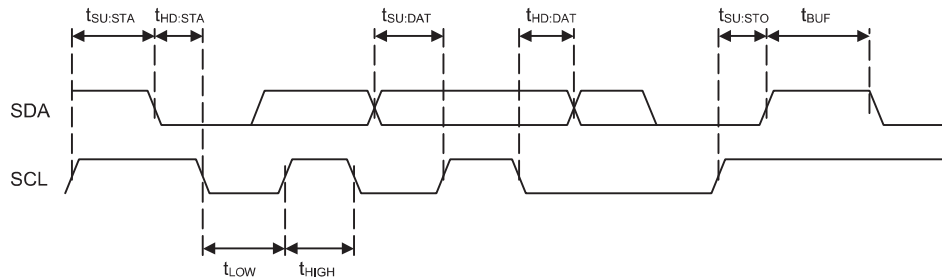 tSU:STA tHD:STA tSU:DAT tHD:DAT tSU:STO tBUF
SDA
SCL
tLOW tHIGH